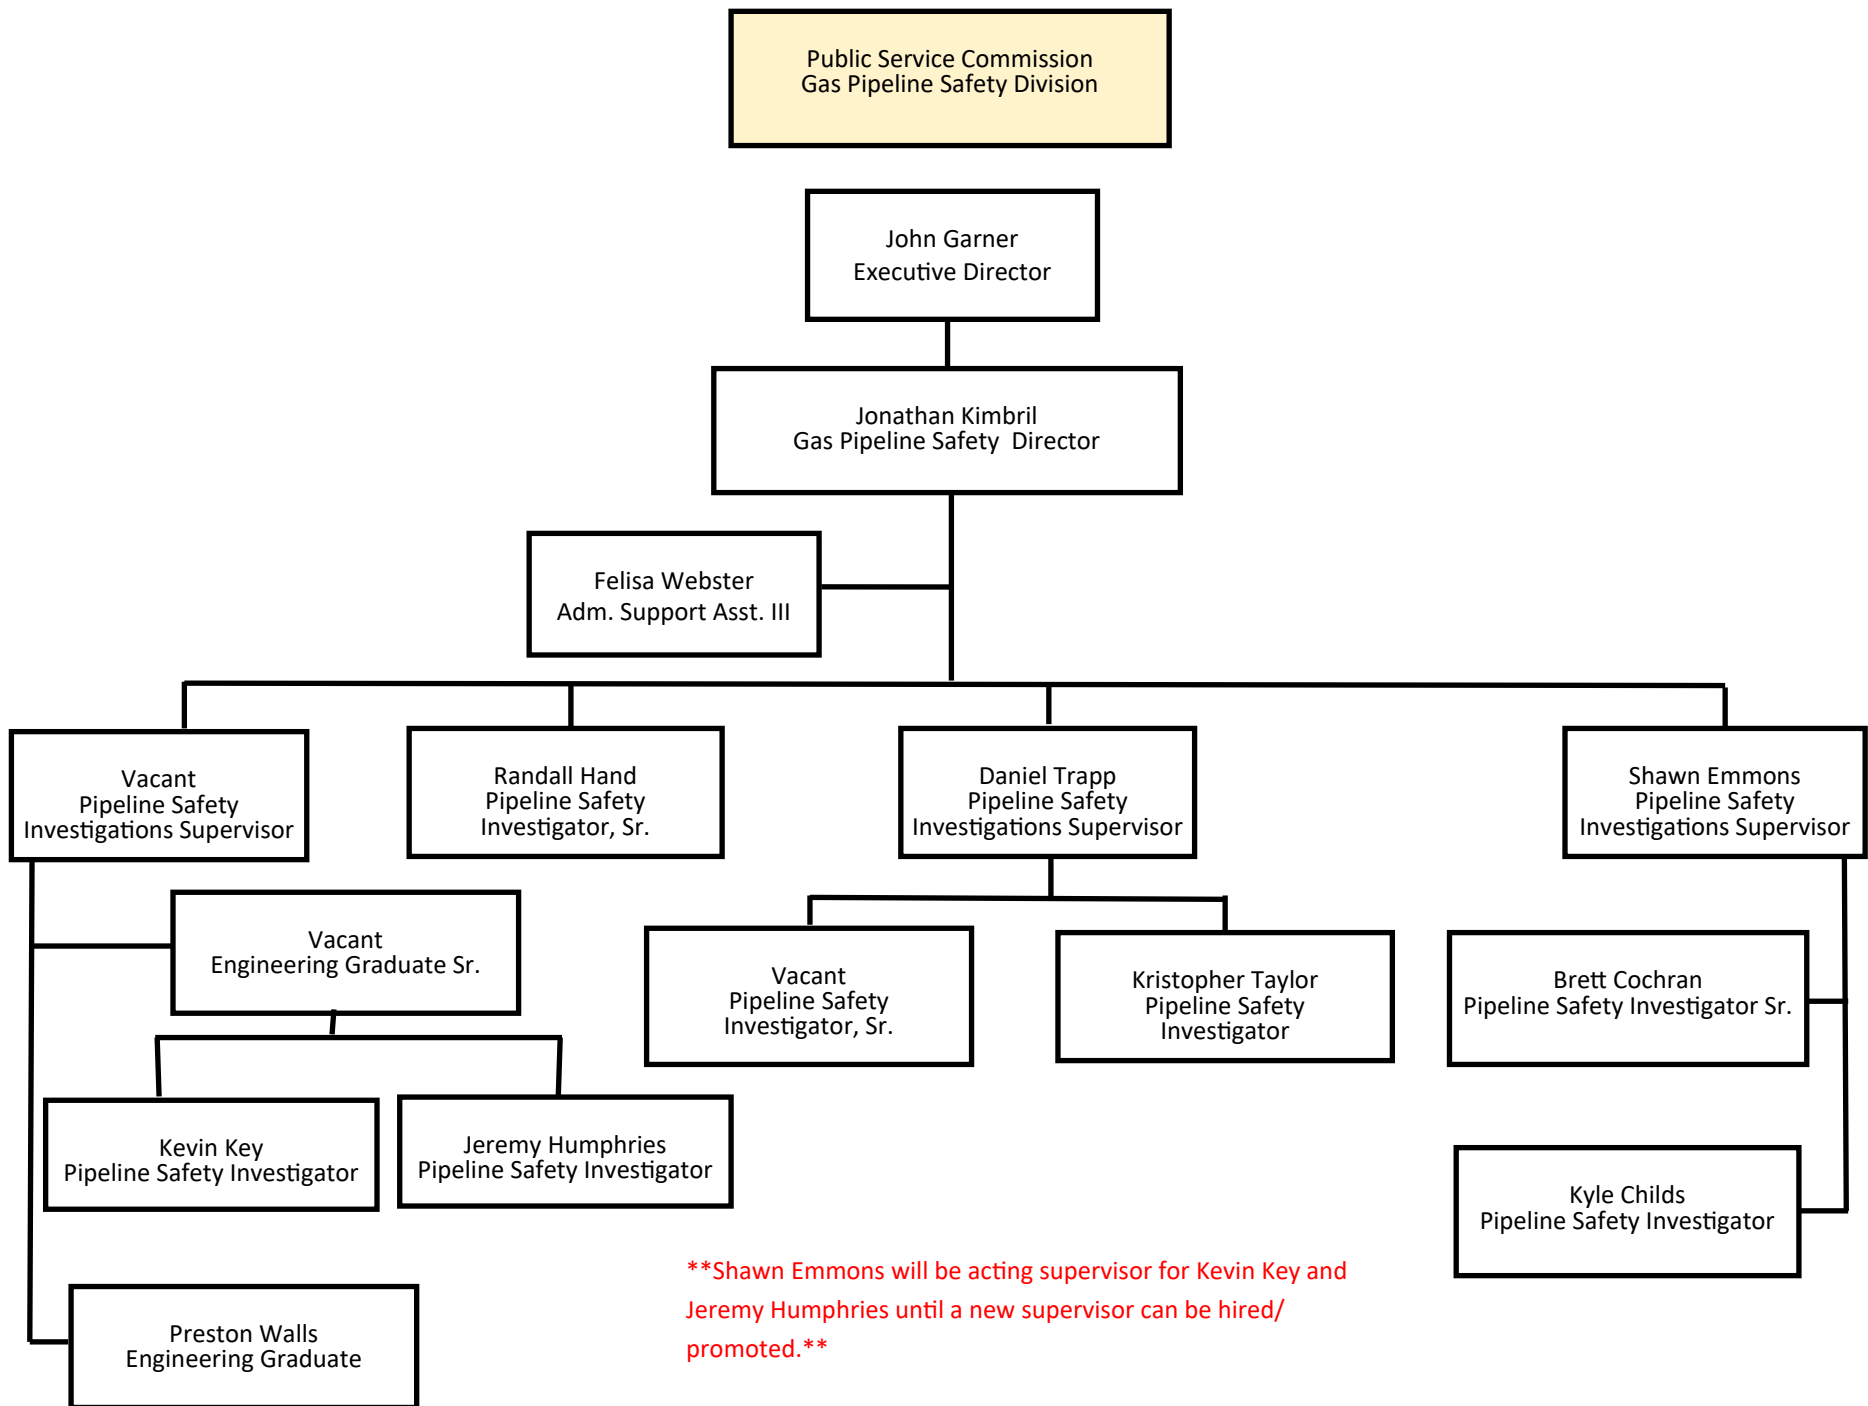 Public Service Commission
Gas Pipeline Safety Division
John Garner
Executive Director
Jonathan Kimbril
Gas Pipeline Safety  Director
Felisa Webster
Adm. Support Asst. III
Vacant
Pipeline Safety
Investigations Supervisor
Randall Hand
Pipeline Safety
Investigator, Sr.
Daniel Trapp
Pipeline Safety
Investigations Supervisor
Shawn Emmons
Pipeline Safety
Investigations Supervisor
Vacant
Engineering Graduate Sr.
Vacant
Pipeline Safety
Investigator, Sr.
Kristopher Taylor
Pipeline Safety
Investigator
Brett Cochran
Pipeline Safety Investigator Sr.
Kevin Key
Pipeline Safety Investigator
Jeremy Humphries
Pipeline Safety Investigator
Kyle Childs
Pipeline Safety Investigator
**Shawn Emmons will be acting supervisor for Kevin Key and
Jeremy Humphries until a new supervisor can be hired/
promoted.**
Preston Walls
Engineering Graduate